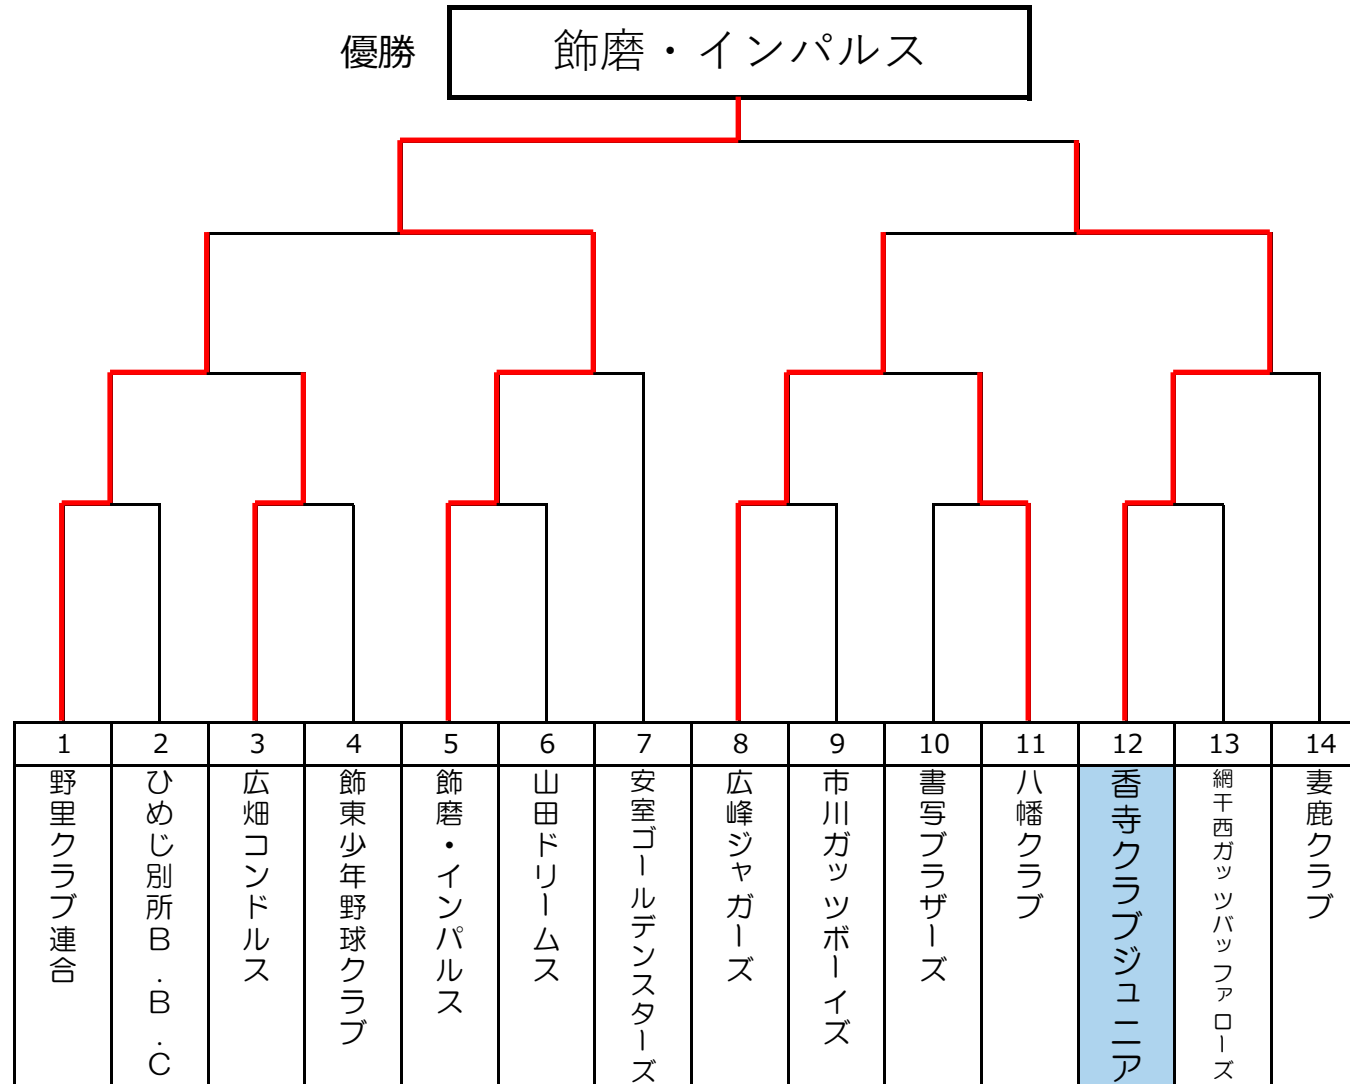 優勝
飾磨・インパルス
1
2
3
4
5
6
7
8
9
10
11
12
13
14
野里クラブ連合
ひめじ別所B.B.C
広畑コンドルス
飾東少年野球クラブ
飾磨・インパルス
山田ドリームス
安室ゴールデンスターズ
広峰ジャガーズ
市川ガッツボーイズ
書写ブラザーズ
八幡クラブ
香寺クラブジュニア
網干西ガッツバッファローズ
妻鹿クラブ